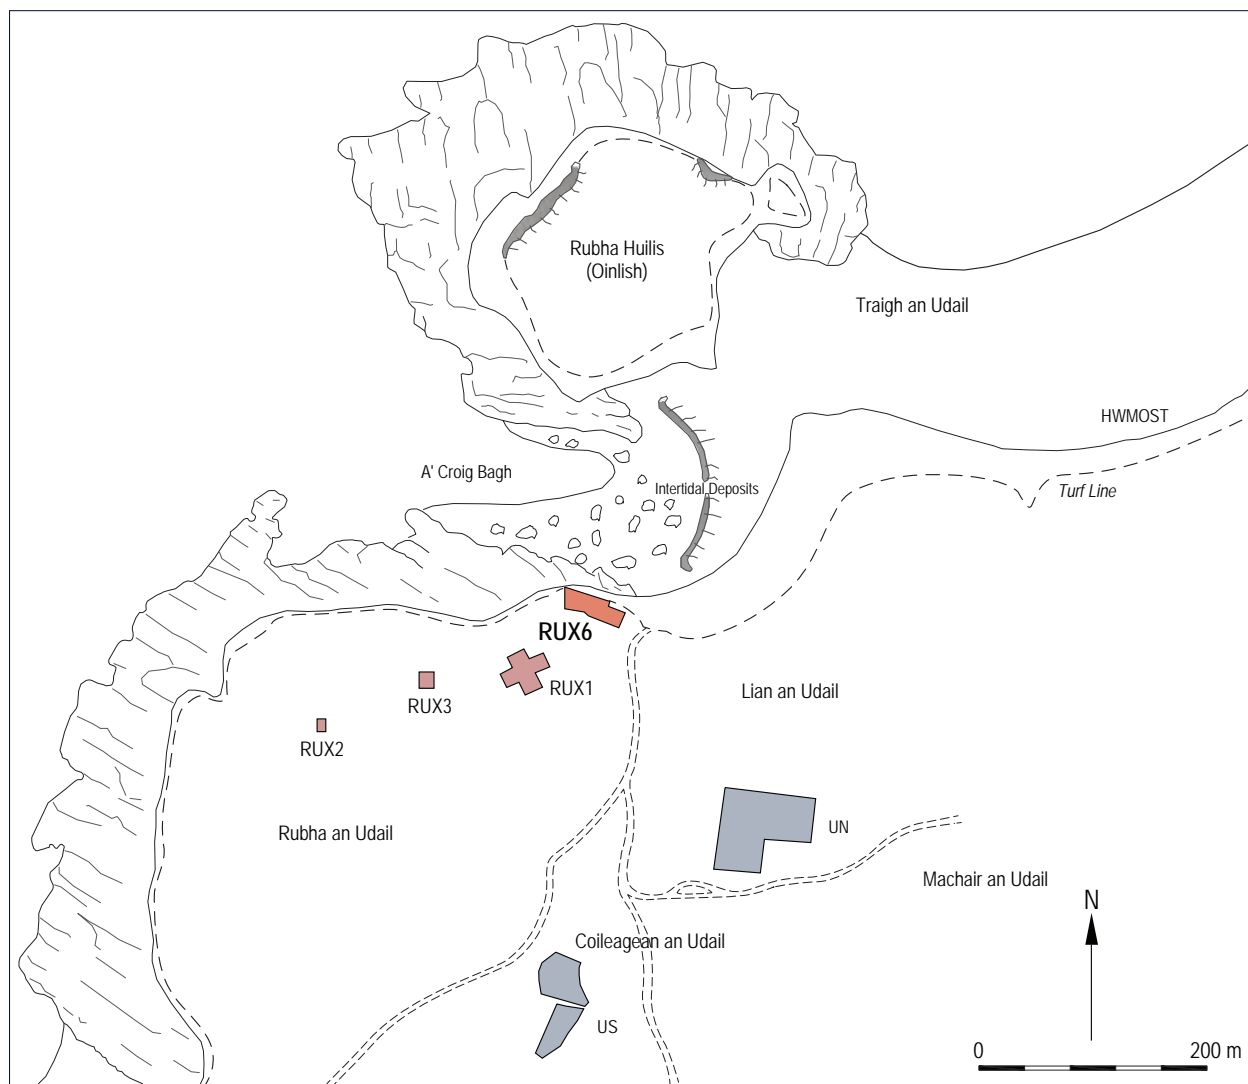 Rubha Huilis
(Oinlish)
Traigh an Udail
HWMOST
A' Croig Bagh
Intertidal Deposits
Turf Line
RUX6
RUX1
Lian an Udail
RUX3
RUX2
Rubha an Udail
UN
Machair an Udail
N
Coileagean an Udail
US
0 200 m